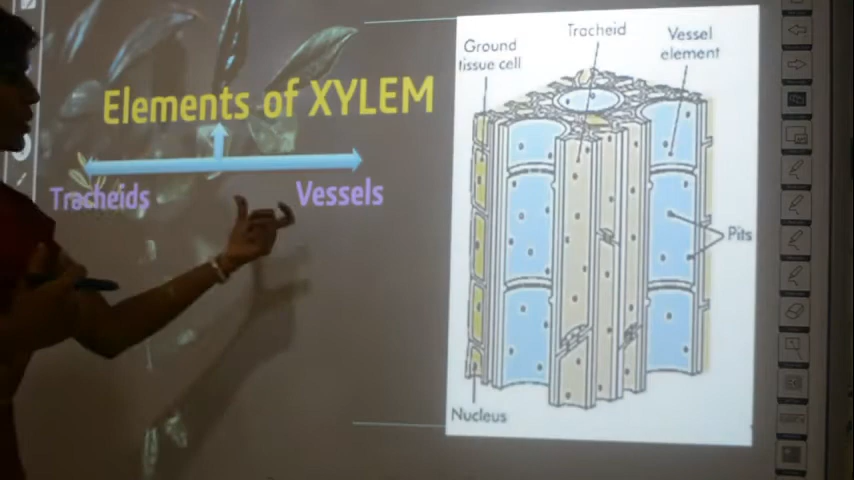 Elements of XYLEM
Tracheids
Vessels
Ground
tissue cell
Tracheid
Vessel
element
Pits
Nucleus